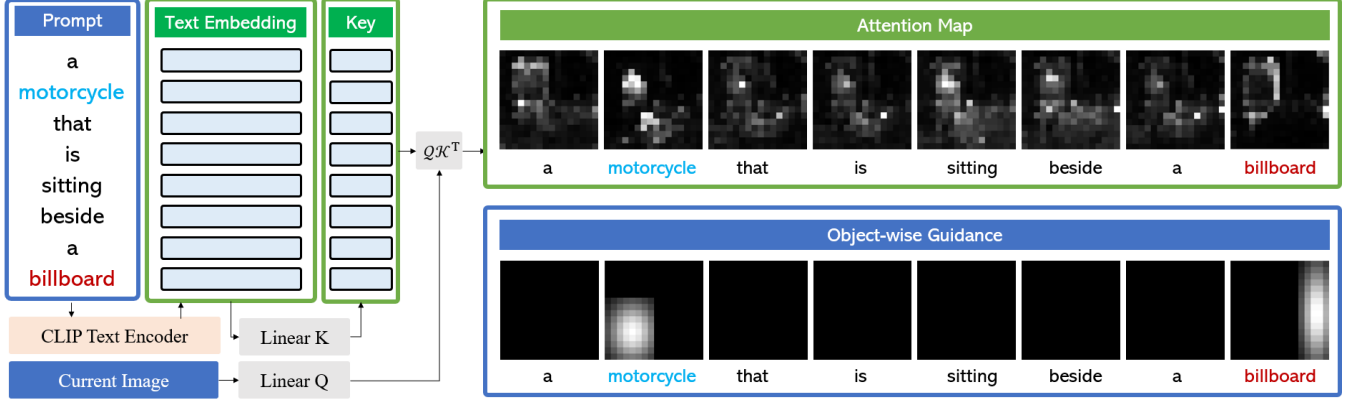 Prompt
a
motorcycle
that
is
sitting
beside
a
billboard
Text Embedding
Key
CLIP Text Encoder
Current Image
Linear K
Linear Q
𝒬𝒦ᵀ
Attention Map
a motorcycle that is sitting beside a billboard
Object-wise Guidance
a motorcycle that is sitting beside a billboard